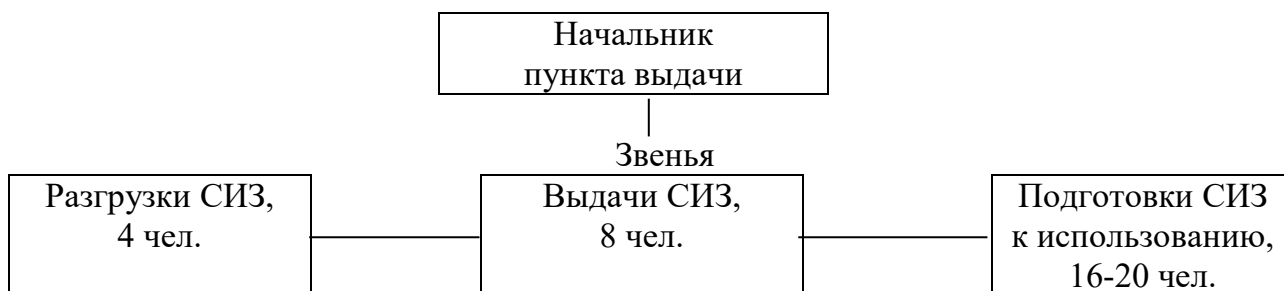 Начальник
пункта выдачи
Звенья
Разгрузки СИЗ,
4 чел.
Выдачи СИЗ,
8 чел.
Подготовки СИЗ
к использованию,
16-20 чел.